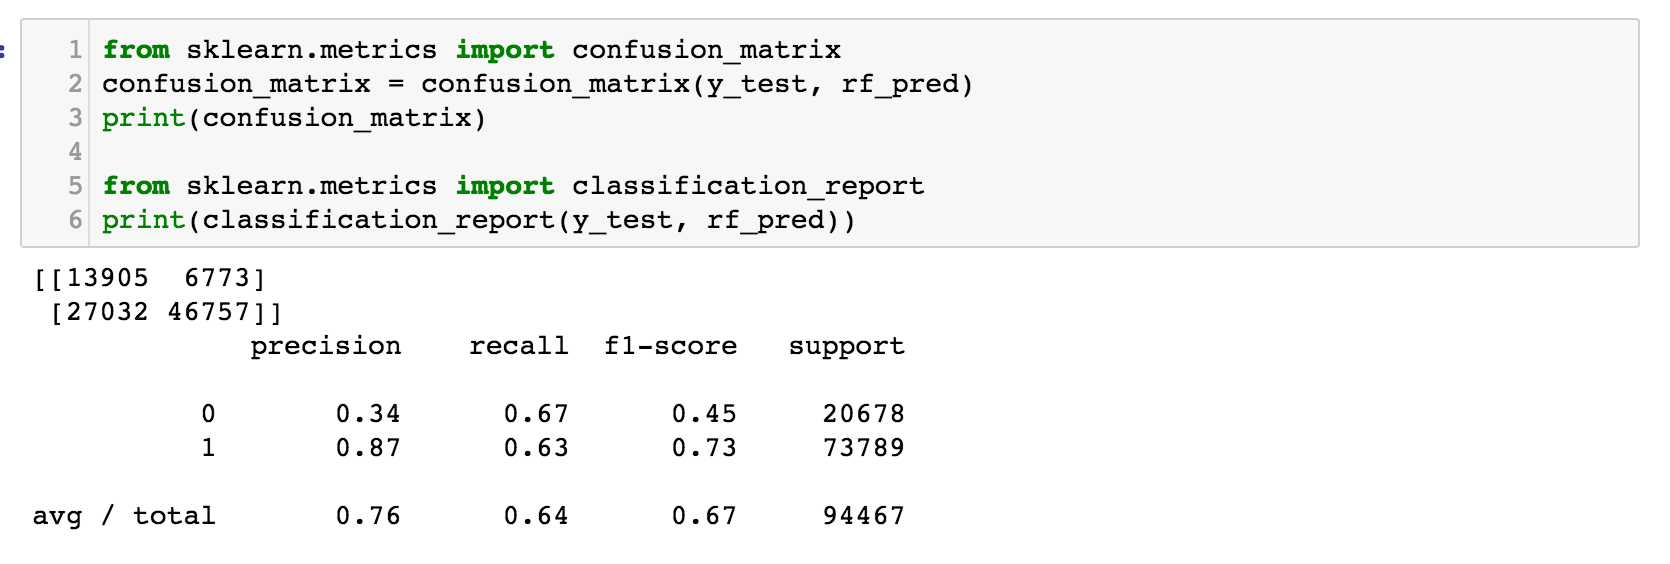 1 from sklearn.metrics import confusion_matrix
2 confusion_matrix = confusion_matrix(y_test, rf_pred)
3 print(confusion_matrix)
4
5 from sklearn.metrics import classification_report
6 print(classification_report(y_test, rf_pred))
[[13905  6773]
 [27032 46757]]
             precision    recall  f1-score   support

          0       0.34      0.67      0.45     20678
          1       0.87      0.63      0.73     73789

avg / total       0.76      0.64      0.67     94467